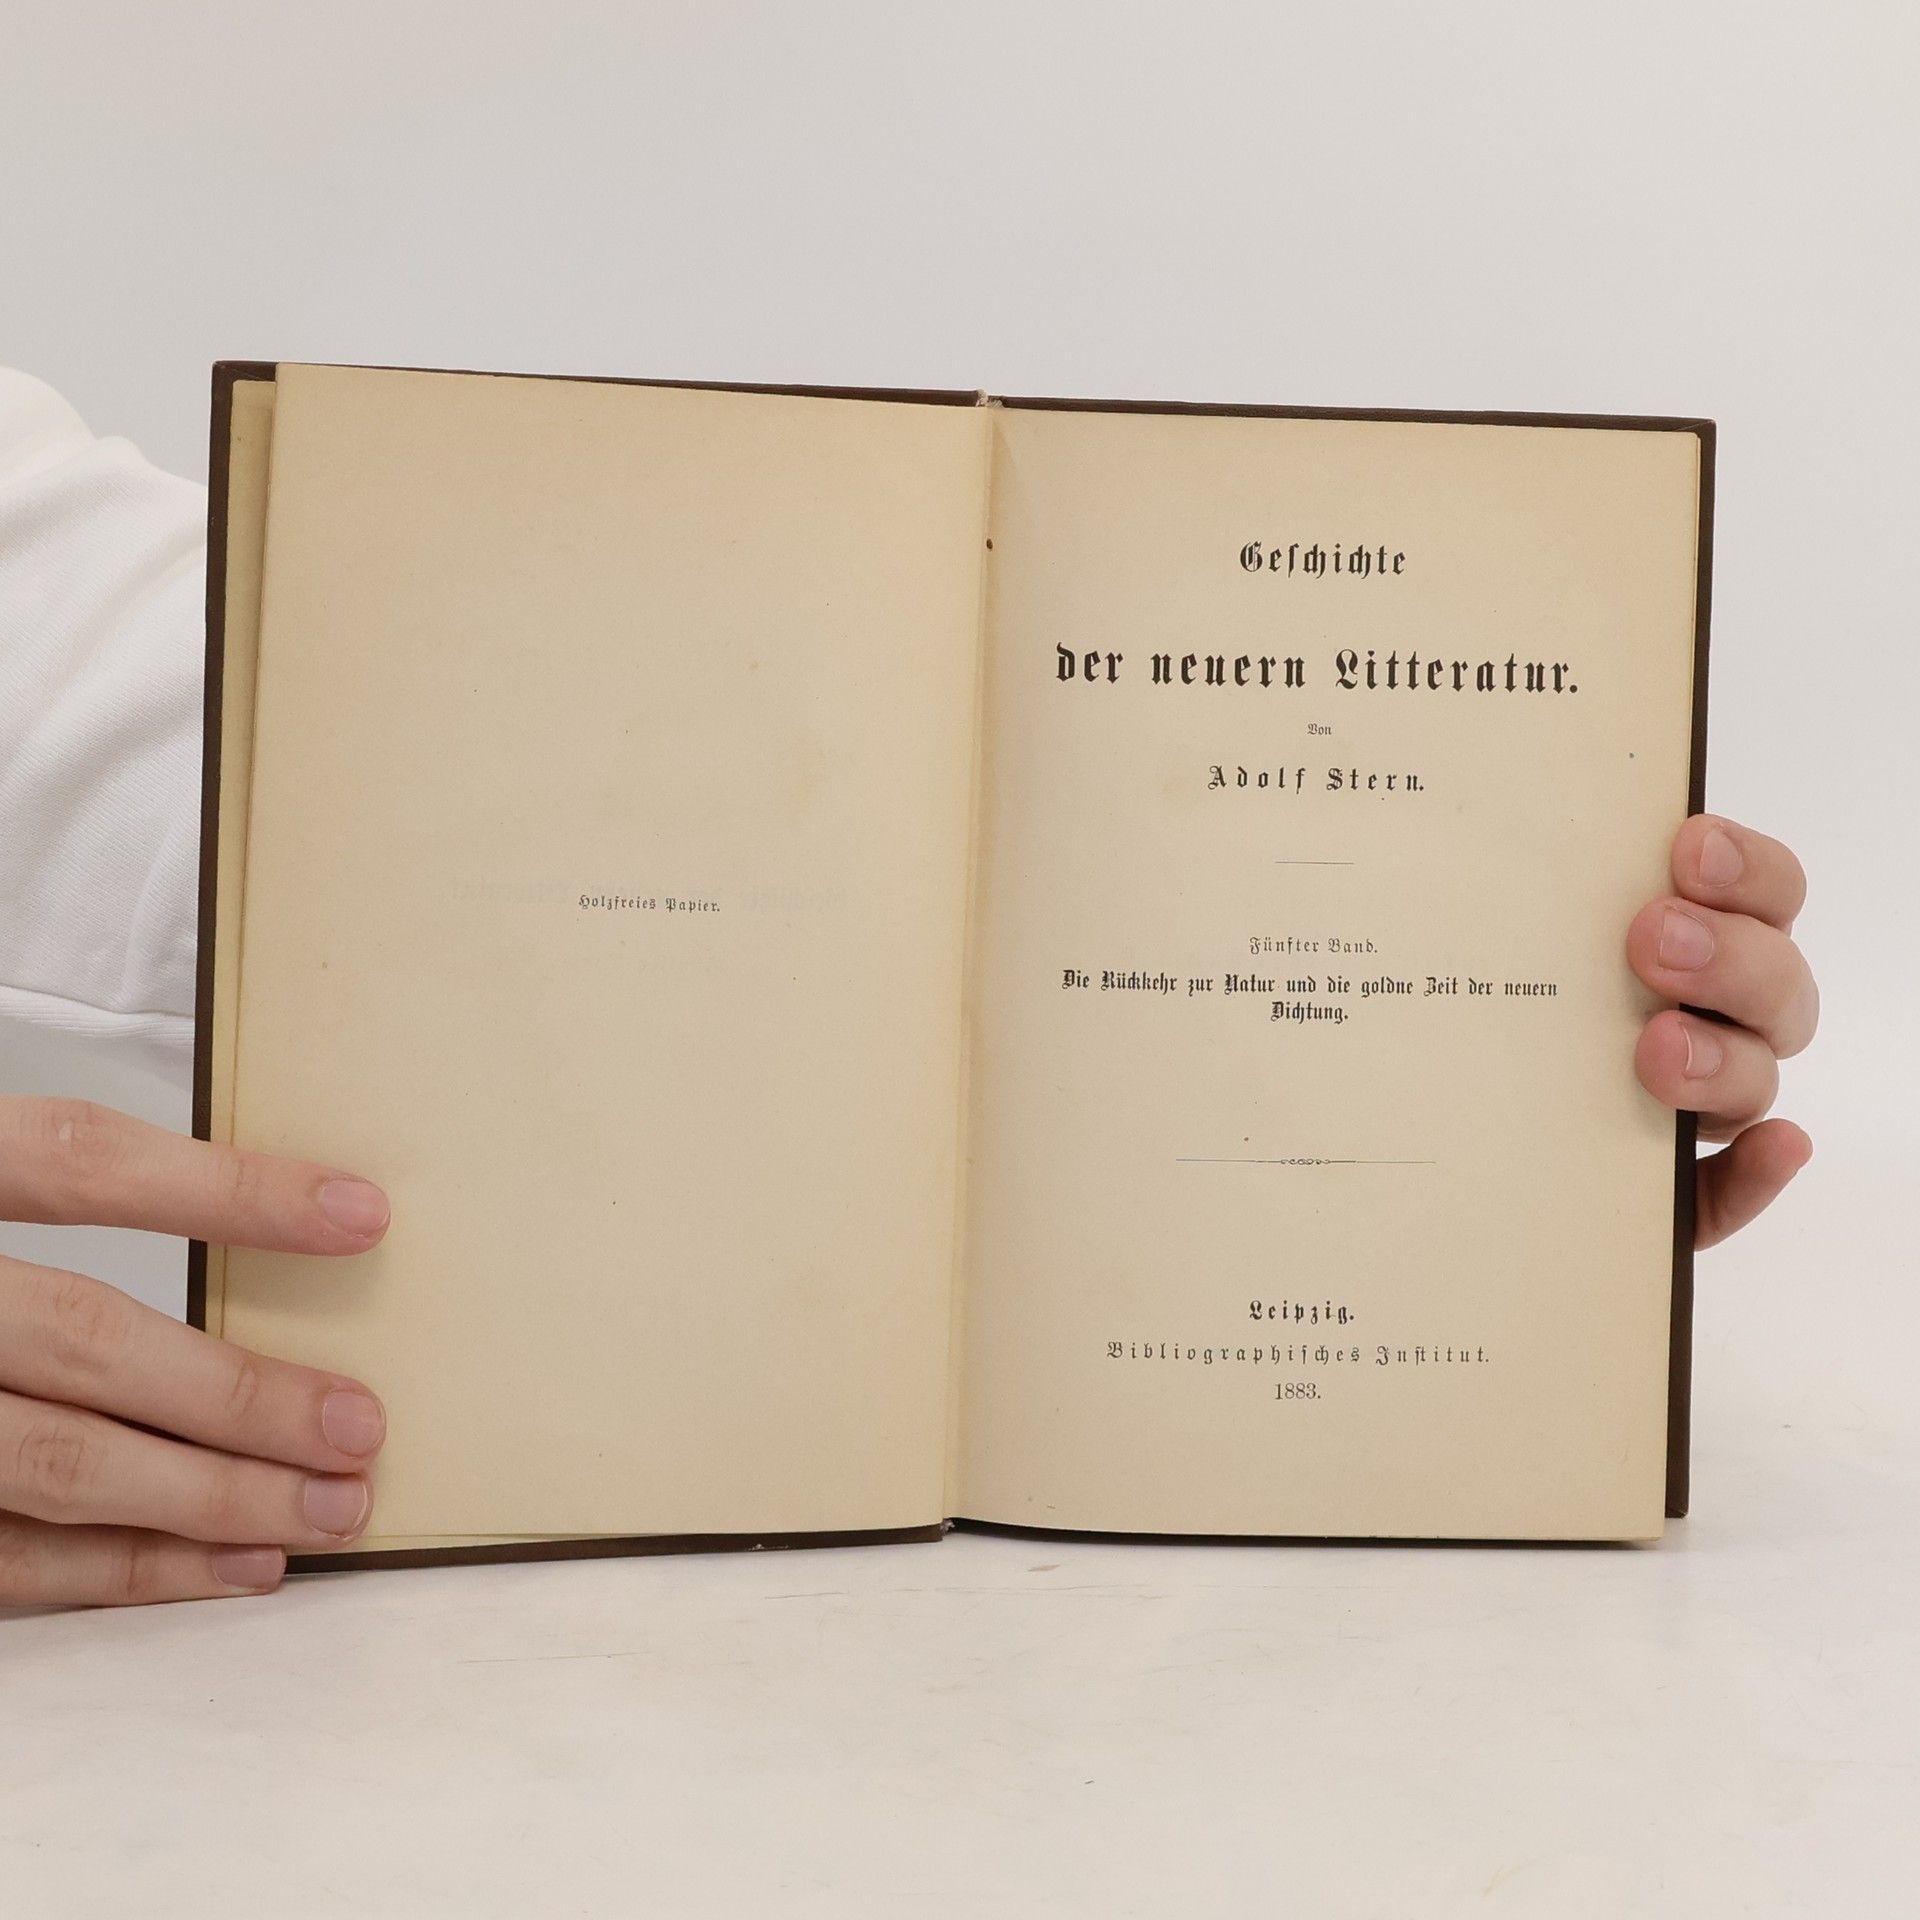 Holzfreies Papier.
Geſchichte
der neuern Litteratur.
Von
Adolf Stern.
Fünfter Band.
Die Rückkehr zur Natur und die goldne Zeit der neuern
Dichtung.
Leipzig.
Bibliographiſches Inſtitut.
1883.